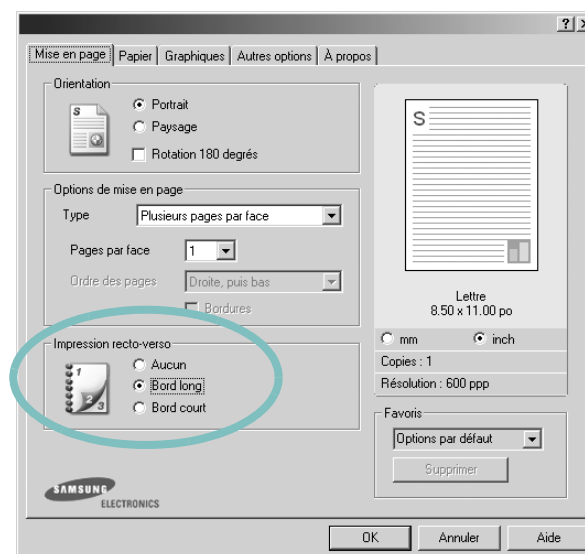 Mise en page Papier Graphiques Autres options À propos
Orientation
S
Portrait
Paysage
Rotation 180 degrés
Options de mise en page
Type Plusieurs pages par face
Pages par face 1
Ordre des pages Droite, puis bas
Bordures
Impression recto-verso
1
2 3
Aucun
Bord long
Bord court
SAMSUNG
ELECTRONICS
S
Lettre
8.50 x 11.00 po
mm inch
Copies : 1
Résolution : 600 ppp
Favoris
Options par défaut
Supprimer
OK Annuler Aide